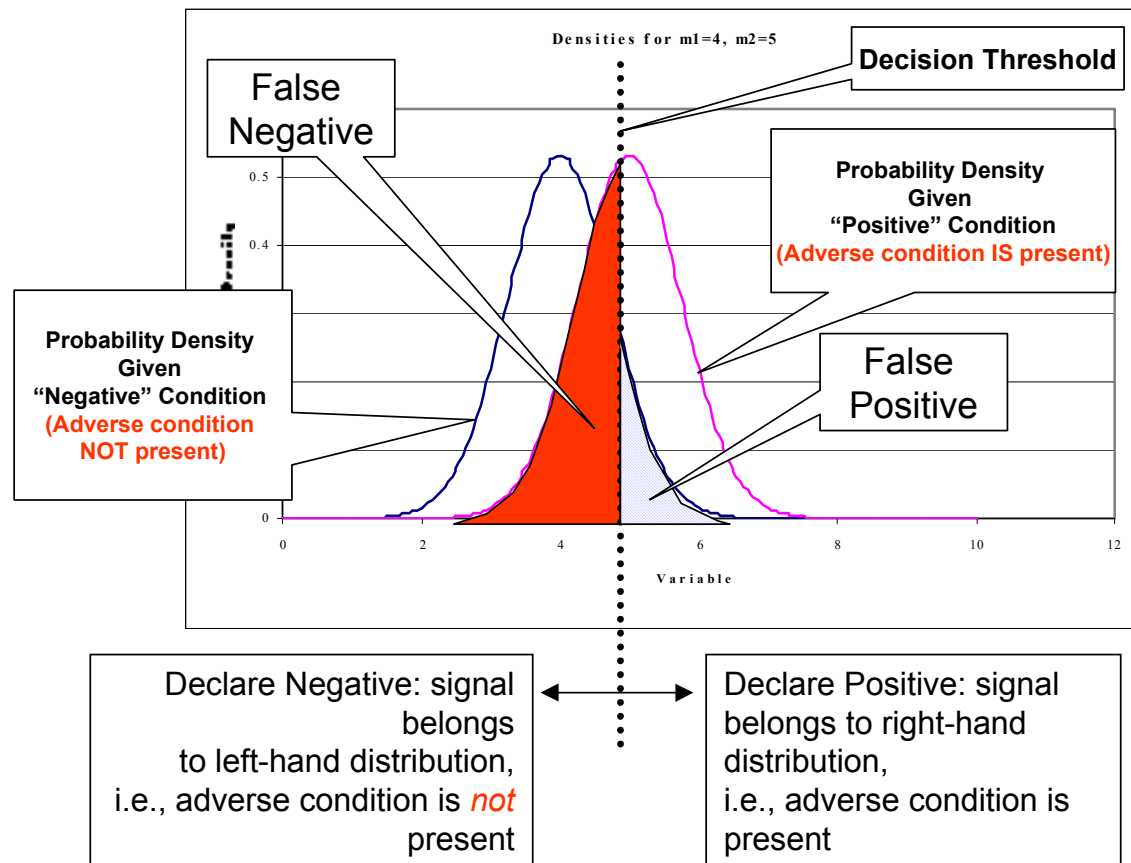 Densities for m1=4, m2=5
Decision Threshold
False
Negative
Probability Density
Given
“Positive” Condition
(Adverse condition IS present)
0.5
0.4
0
Probability Density
Given
“Negative” Condition
(Adverse condition
NOT present)
False
Positive
0 2 4 6 8 10 12
Variable
Declare Negative: signal
belongs
to left-hand distribution,
i.e., adverse condition is not
present
Declare Positive: signal
belongs to right-hand
distribution,
i.e., adverse condition is
present